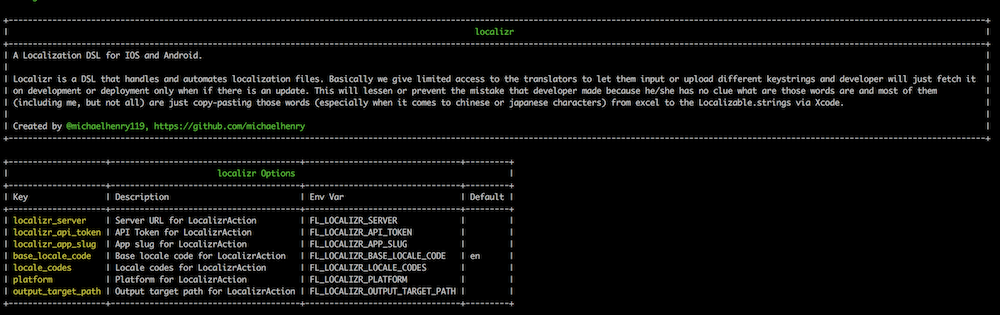 localizr
A Localization DSL for IOS and Android.
Localizr is a DSL that handles and automates localization files. Basically we give limited access to the translators to let them input or upload different keystrings and developer will just fetch it
on development or deployment only when if there is an update. This will lessen or prevent the mistake that developer made because he/she has no clue what are those words are and most of them
(including me, but not all) are just copy-pasting those words (especially when it comes to chinese or japanese characters) from excel to the Localizable.strings via Xcode.
Created by @michaelhenry119, https://github.com/michaelhenry
localizr Options
Key | Description | Env Var | Default
localizr_server | Server URL for LocalizrAction | FL_LOCALIZR_SERVER
localizr_api_token | API Token for LocalizrAction | FL_LOCALIZR_API_TOKEN
localizr_app_slug | App slug for LocalizrAction | FL_LOCALIZR_APP_SLUG
base_locale_code | Base locale code for LocalizrAction | FL_LOCALIZR_BASE_LOCALE_CODE | en
locale_codes | Locale codes for LocalizrAction | FL_LOCALIZR_LOCALE_CODES
platform | Platform for LocalizrAction | FL_LOCALIZR_PLATFORM
output_target_path | Output target path for LocalizrAction | FL_LOCALIZR_OUTPUT_TARGET_PATH